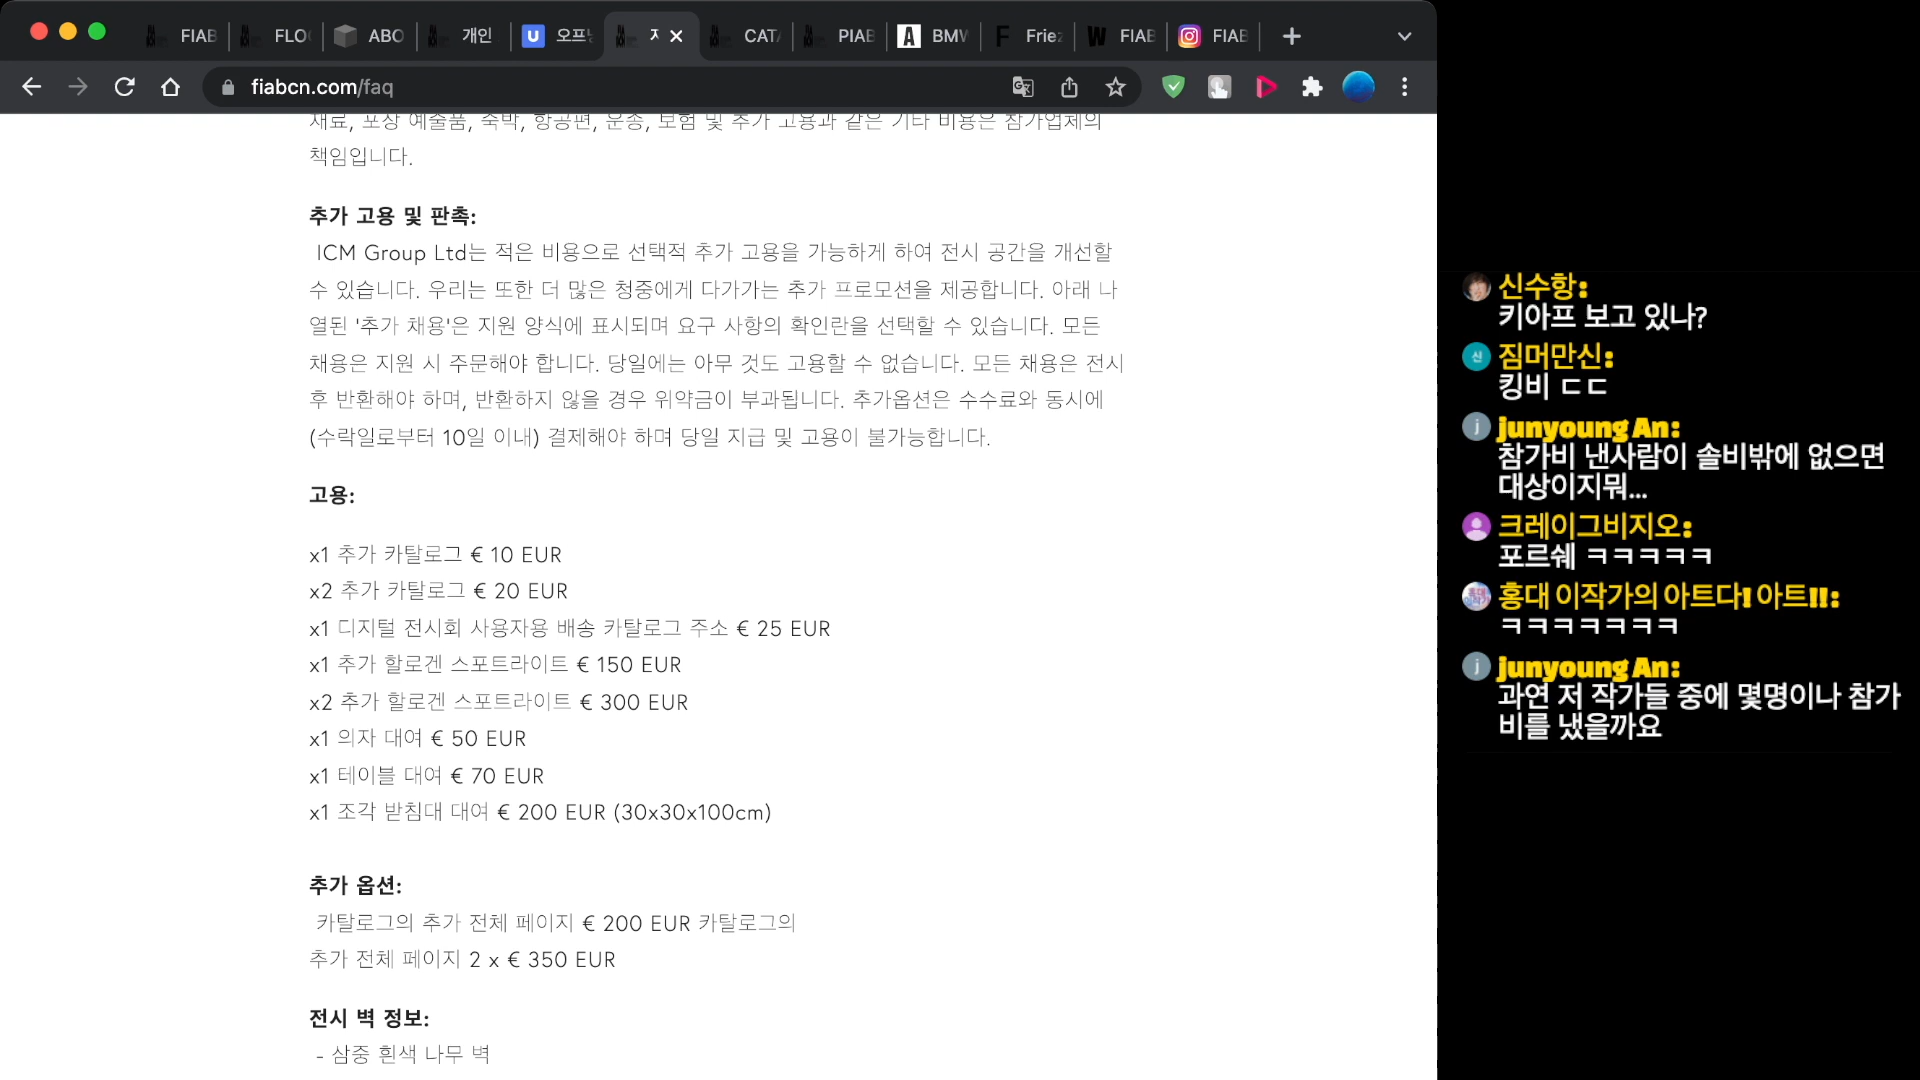 FIAB
FLO
ABO
개인
U
오프닝
CAT
PIAB
A
BMW
F
Friez
W
FIAB
FIAB
fiabcn.com/faq
재료, 포장 예술품, 숙박, 항공편, 운송, 보험 및 추가 고용과 같은 기타 비용은 참가업체의
책임입니다.
추가 고용 및 판촉:
ICM Group Ltd는 적은 비용으로 선택적 추가 고용을 가능하게 하여 전시 공간을 개선할
수 있습니다. 우리는 또한 더 많은 청중에게 다가가는 추가 프로모션을 제공합니다. 아래 나
열된 '추가 채용'은 지원 양식에 표시되며 요구 사항의 확인란을 선택할 수 있습니다. 모든
채용은 지원 시 주문해야 합니다. 당일에는 아무 것도 고용할 수 없습니다. 모든 채용은 전시
후 반환해야 하며, 반환하지 않을 경우 위약금이 부과됩니다. 추가옵션은 수수료와 동시에
(수락일로부터 10일 이내) 결제해야 하며 당일 지급 및 고용이 불가능합니다.
고용:
x1 추가 카탈로그 € 10 EUR
x2 추가 카탈로그 € 20 EUR
x1 디지털 전시회 사용자용 배송 카탈로그 주소 € 25 EUR
x1 추가 할로겐 스포트라이트 € 150 EUR
x2 추가 할로겐 스포트라이트 € 300 EUR
x1 의자 대여 € 50 EUR
x1 테이블 대여 € 70 EUR
x1 조각 받침대 대여 € 200 EUR (30x30x100cm)
추가 옵션:
카탈로그의 추가 전체 페이지 € 200 EUR 카탈로그의
추가 전체 페이지 2 x € 350 EUR
전시 벽 정보:
- 삼중 흰색 나무 벽
신수항:
키아프 보고 있나?
신 짐머만신:
킹비 ㄷㄷ
j junyoung An:
참가비 낸사람이 솔비밖에 없으면
대상이지뭐...
크레이그비지오:
포르쉐 ㅋㅋㅋㅋㅋ
홍대 이작가의 아트다! 아트!!:
ㅋㅋㅋㅋㅋㅋㅋ
j junyoung An:
과연 저 작가들 중에 몇명이나 참가
비를 냈을까요